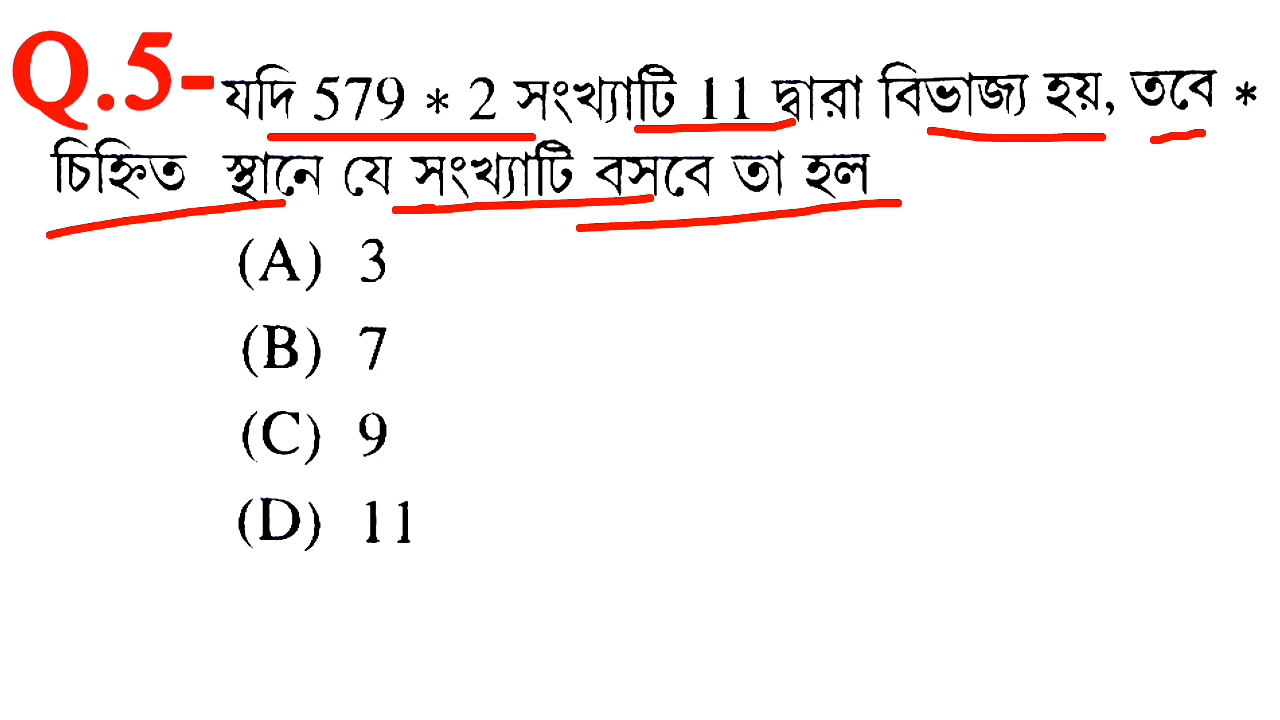 Q.5- যদি 579 * 2 সংখ্যাটি 11 দ্বারা বিভাজ্য হয়, তবে *
চিহ্নিত স্থানে যে সংখ্যাটি বসবে তা হল
(A) 3
(B) 7
(C) 9
(D) 11